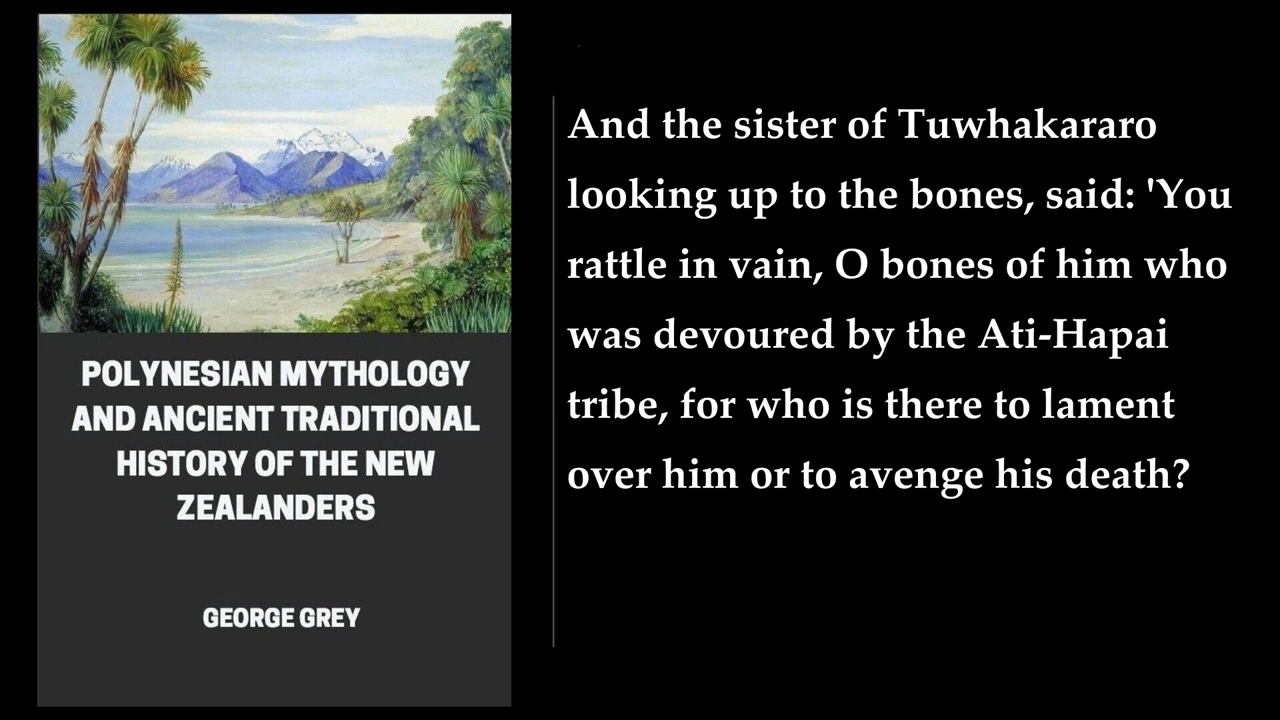 POLYNESIAN MYTHOLOGY
AND ANCIENT TRADITIONAL
HISTORY OF THE NEW
ZEALANDERS
GEORGE GREY
And the sister of Tuwhakararo
looking up to the bones, said: 'You
rattle in vain, O bones of him who
was devoured by the Ati-Hapai
tribe, for who is there to lament
over him or to avenge his death?